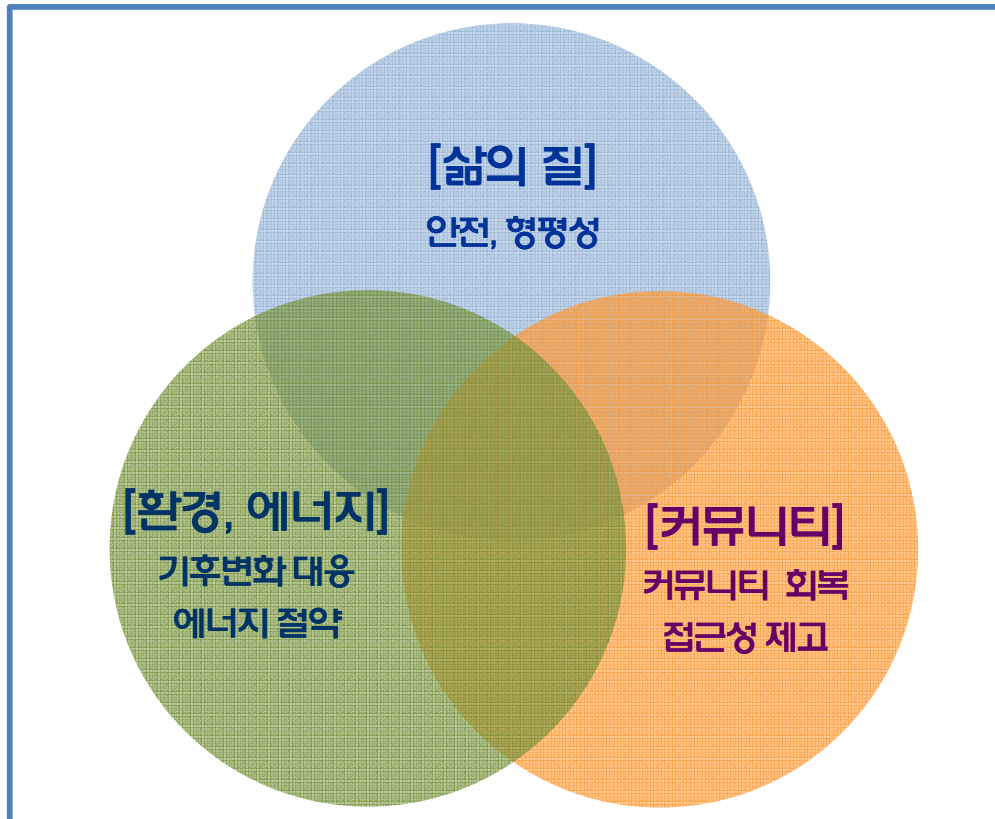 [삶의 질]
안전, 형평성
[환경, 에너지]
기후변화 대응
에너지 절약
[커뮤니티]
커뮤니티 회복
접근성 제고